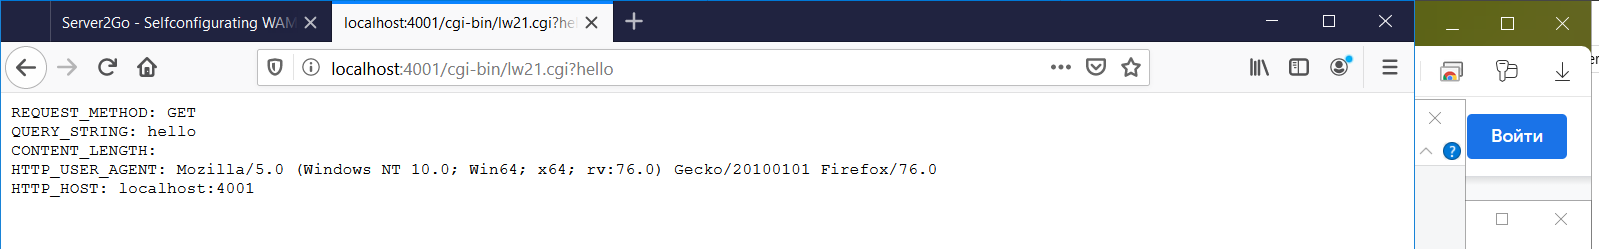 Server2Go - Selfconfigurating WAM
localhost:4001/cgi-bin/lw21.cgi?he
localhost:4001/cgi-bin/lw21.cgi?hello
REQUEST_METHOD: GET
QUERY_STRING: hello
CONTENT_LENGTH:
HTTP_USER_AGENT: Mozilla/5.0 (Windows NT 10.0; Win64; x64; rv:76.0) Gecko/20100101 Firefox/76.0
HTTP_HOST: localhost:4001
Войти